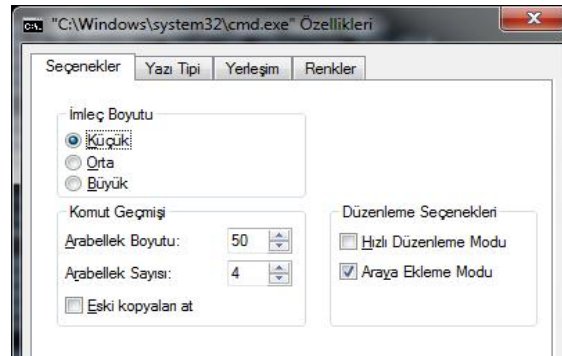 "C:\Windows\system32\cmd.exe" Özellikleri
Seçenekler Yazı Tipi Yerleşim Renkler
İmleç Boyutu
Küçük
Orta
Büyük
Komut Geçmişi
Arabellek Boyutu: 50
Arabellek Sayısı: 4
Eski kopyaları at
Düzenleme Seçenekleri
Hızlı Düzenleme Modu
Araya Ekleme Modu